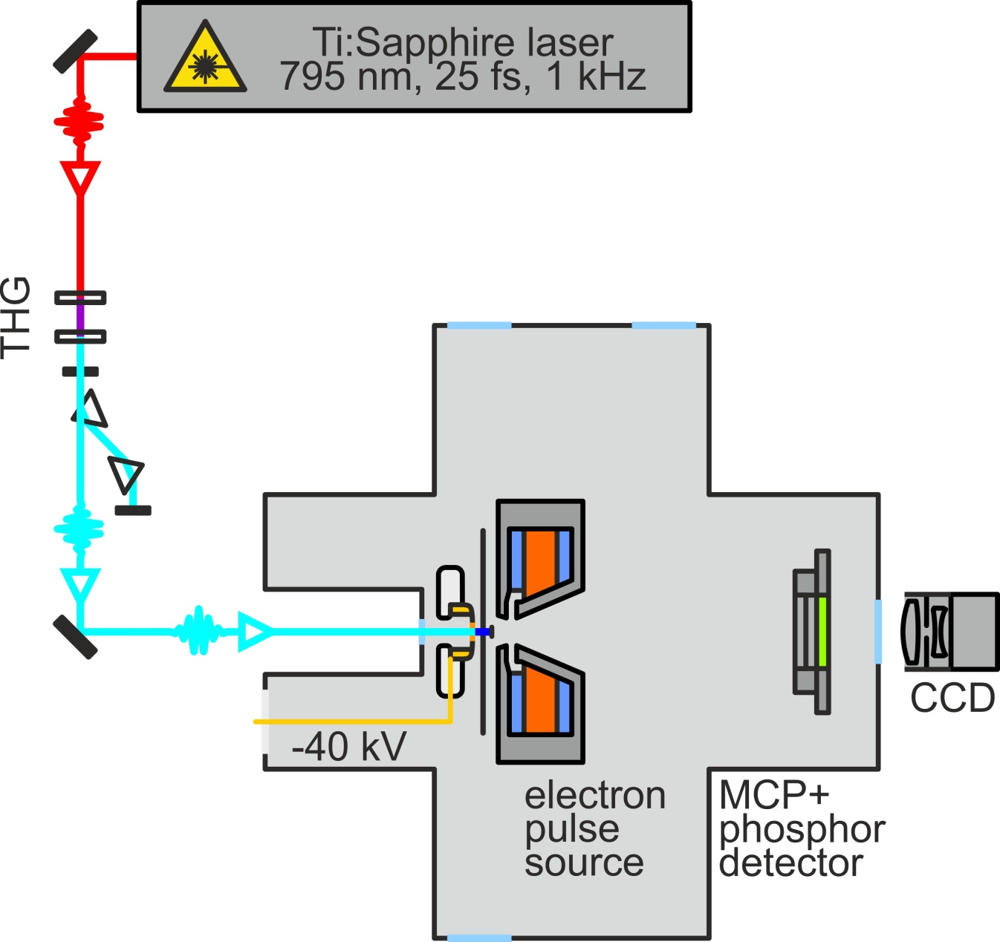 Ti:Sapphire laser
795 nm, 25 fs, 1 kHz
THG
CCD
-40 kV
electron
pulse
source
MCP+
phosphor
detector